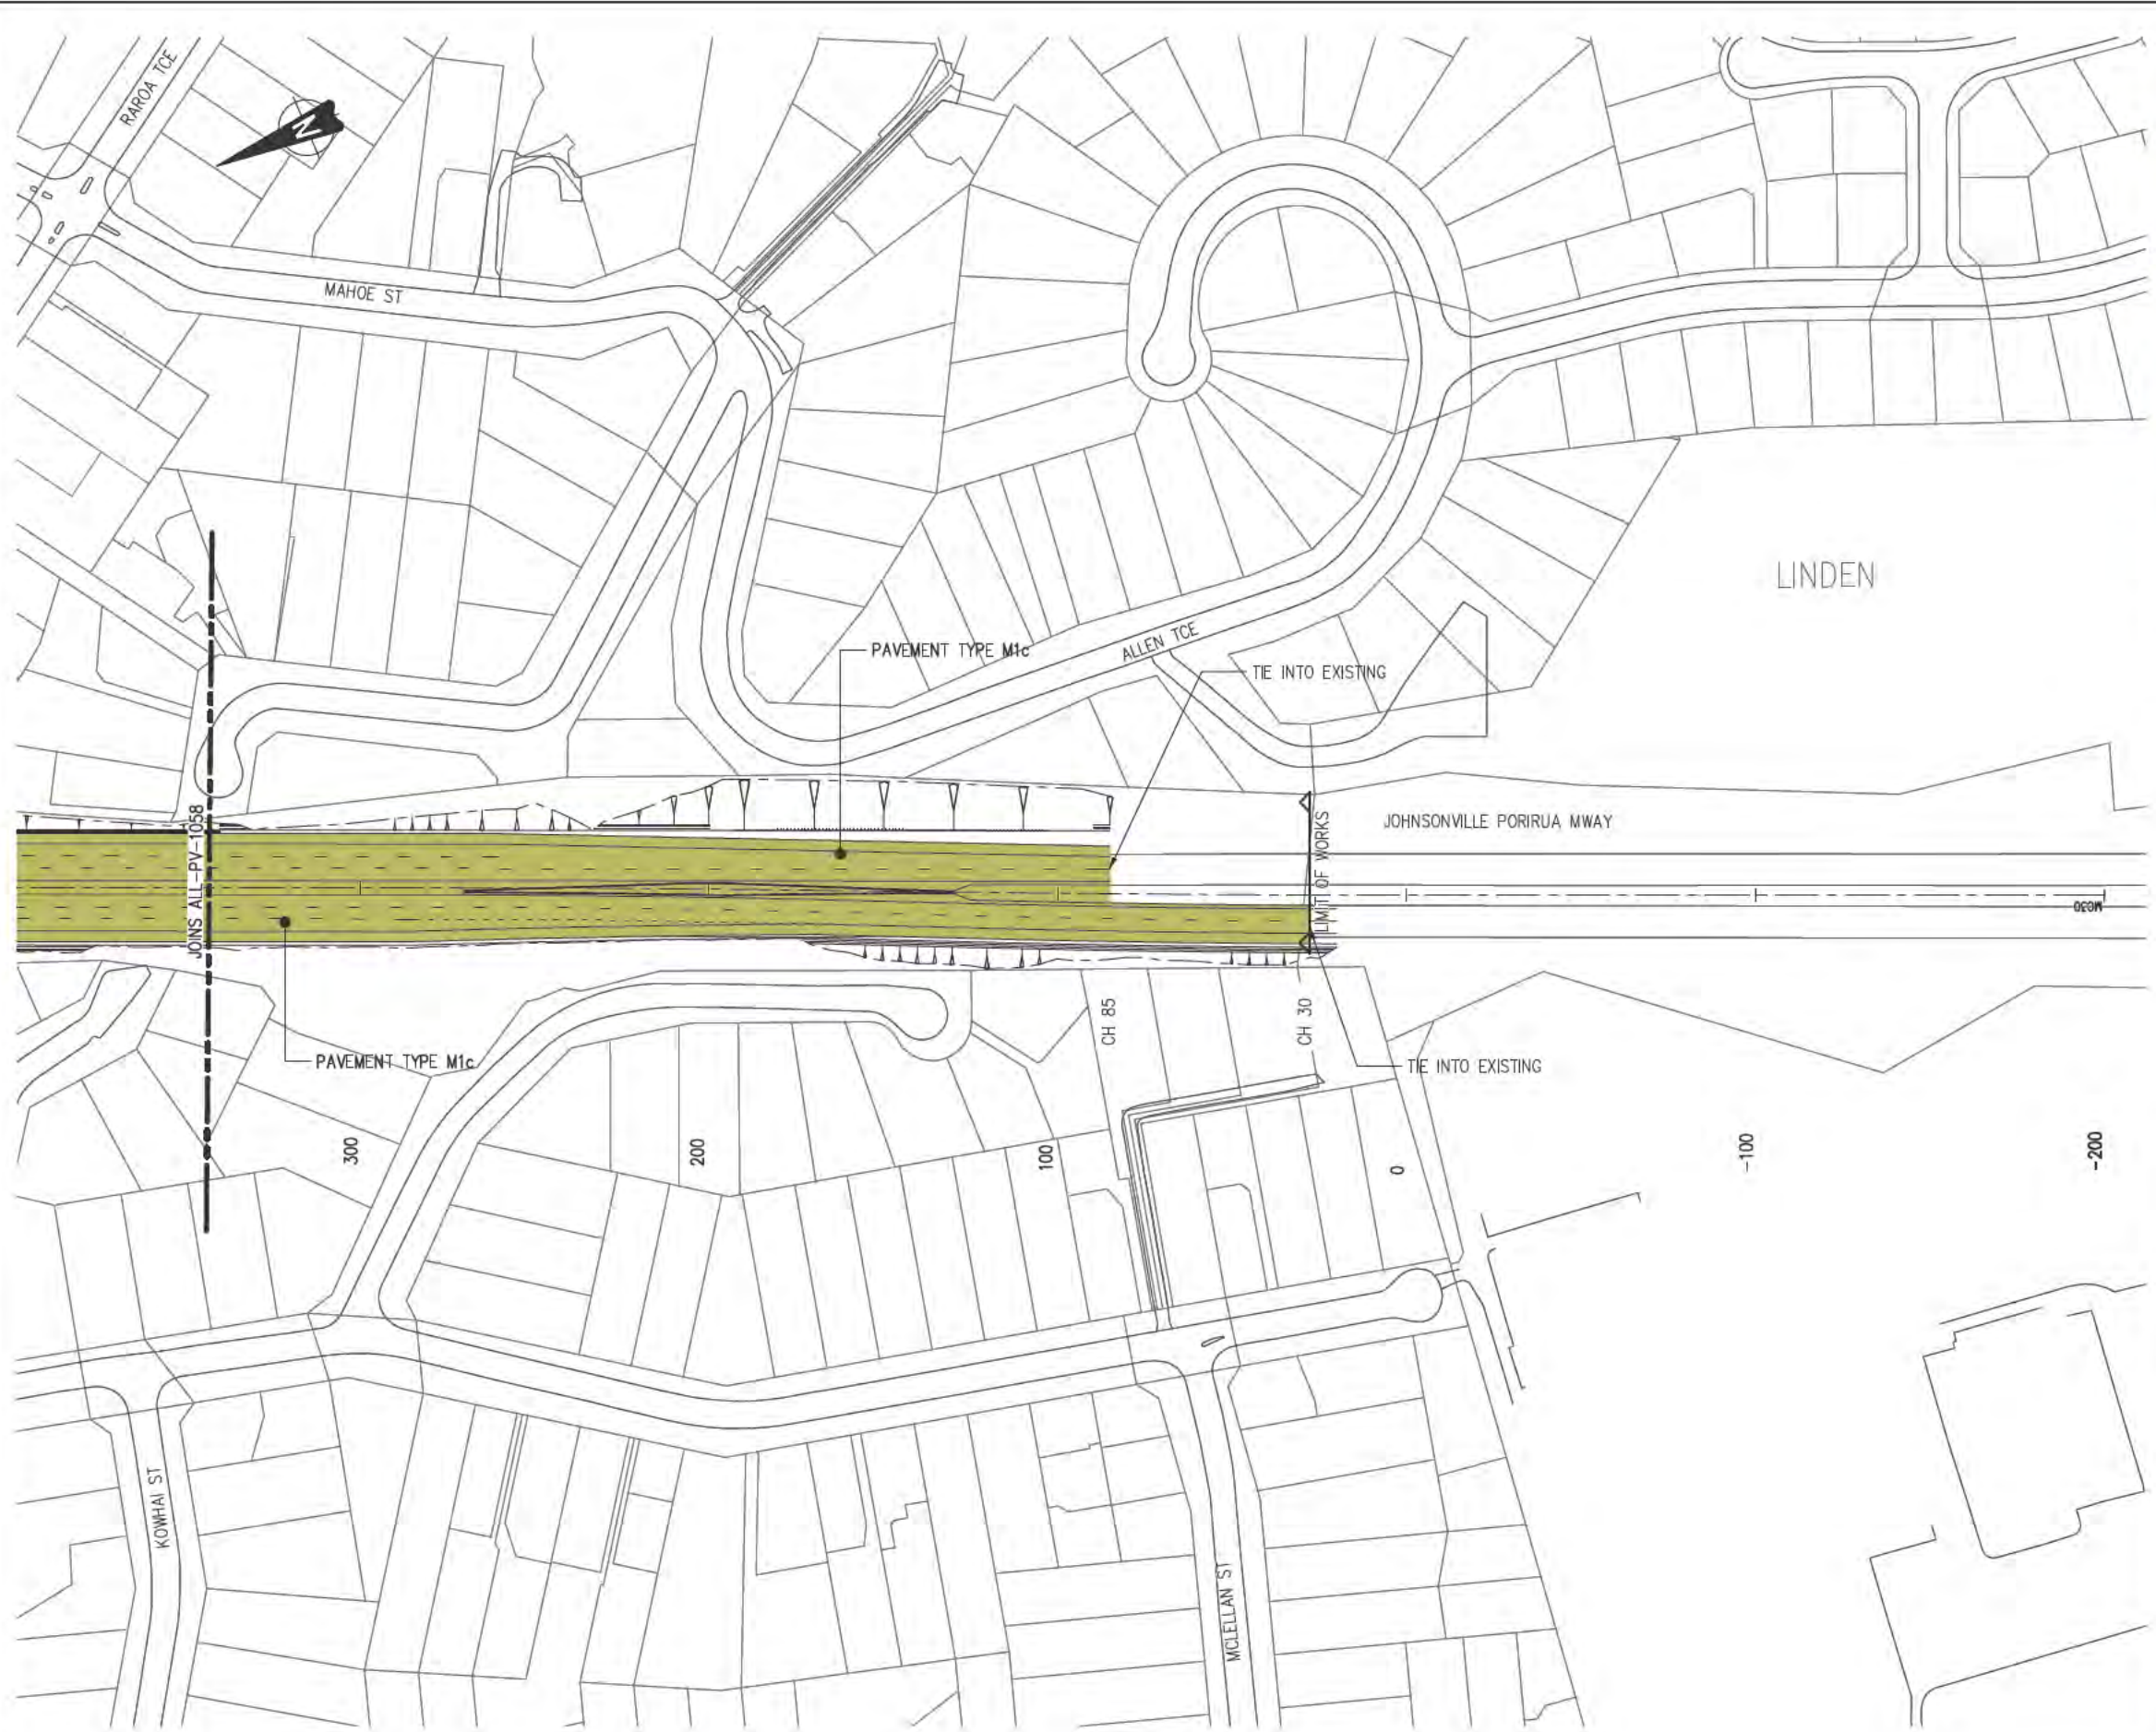 RAROA TCE
N
MAHOE ST
LINDEN
PAVEMENT TYPE M1c
ALLEN TCE
TIE INTO EXISTING
JOINS ALL-PV-1058
LIMIT OF WORKS
JOHNSONVILLE PORIRUA MWAY
MC30
CH 85
CH 30
PAVEMENT TYPE M1c
TIE INTO EXISTING
300
200
100
0
-100
-200
KOWHAI ST
MCLELLAN ST